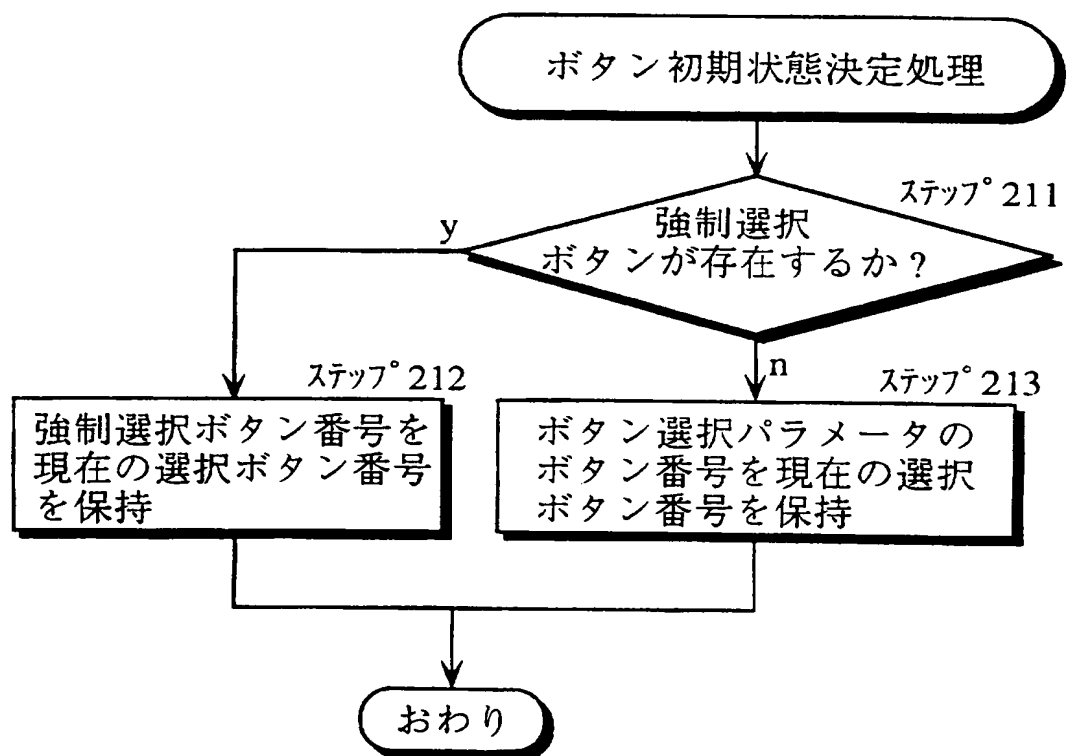 ボタン初期状態決定処理
ステップ211
強制選択
ボタンが存在するか?
y
n
ステップ212
強制選択ボタン番号を
現在の選択ボタン番号
を保持
ステップ213
ボタン選択パラメータの
ボタン番号を現在の選択
ボタン番号を保持
おわり